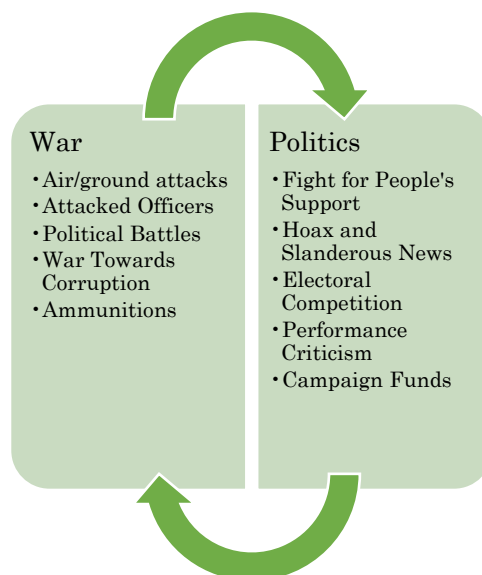 War
•Air/ground attacks
•Attacked Officers
•Political Battles
•War Towards
Corruption
•Ammunitions
Politics
•Fight for People's
Support
•Hoax and
Slanderous News
•Electoral
Competition
•Performance
Criticism
•Campaign Funds